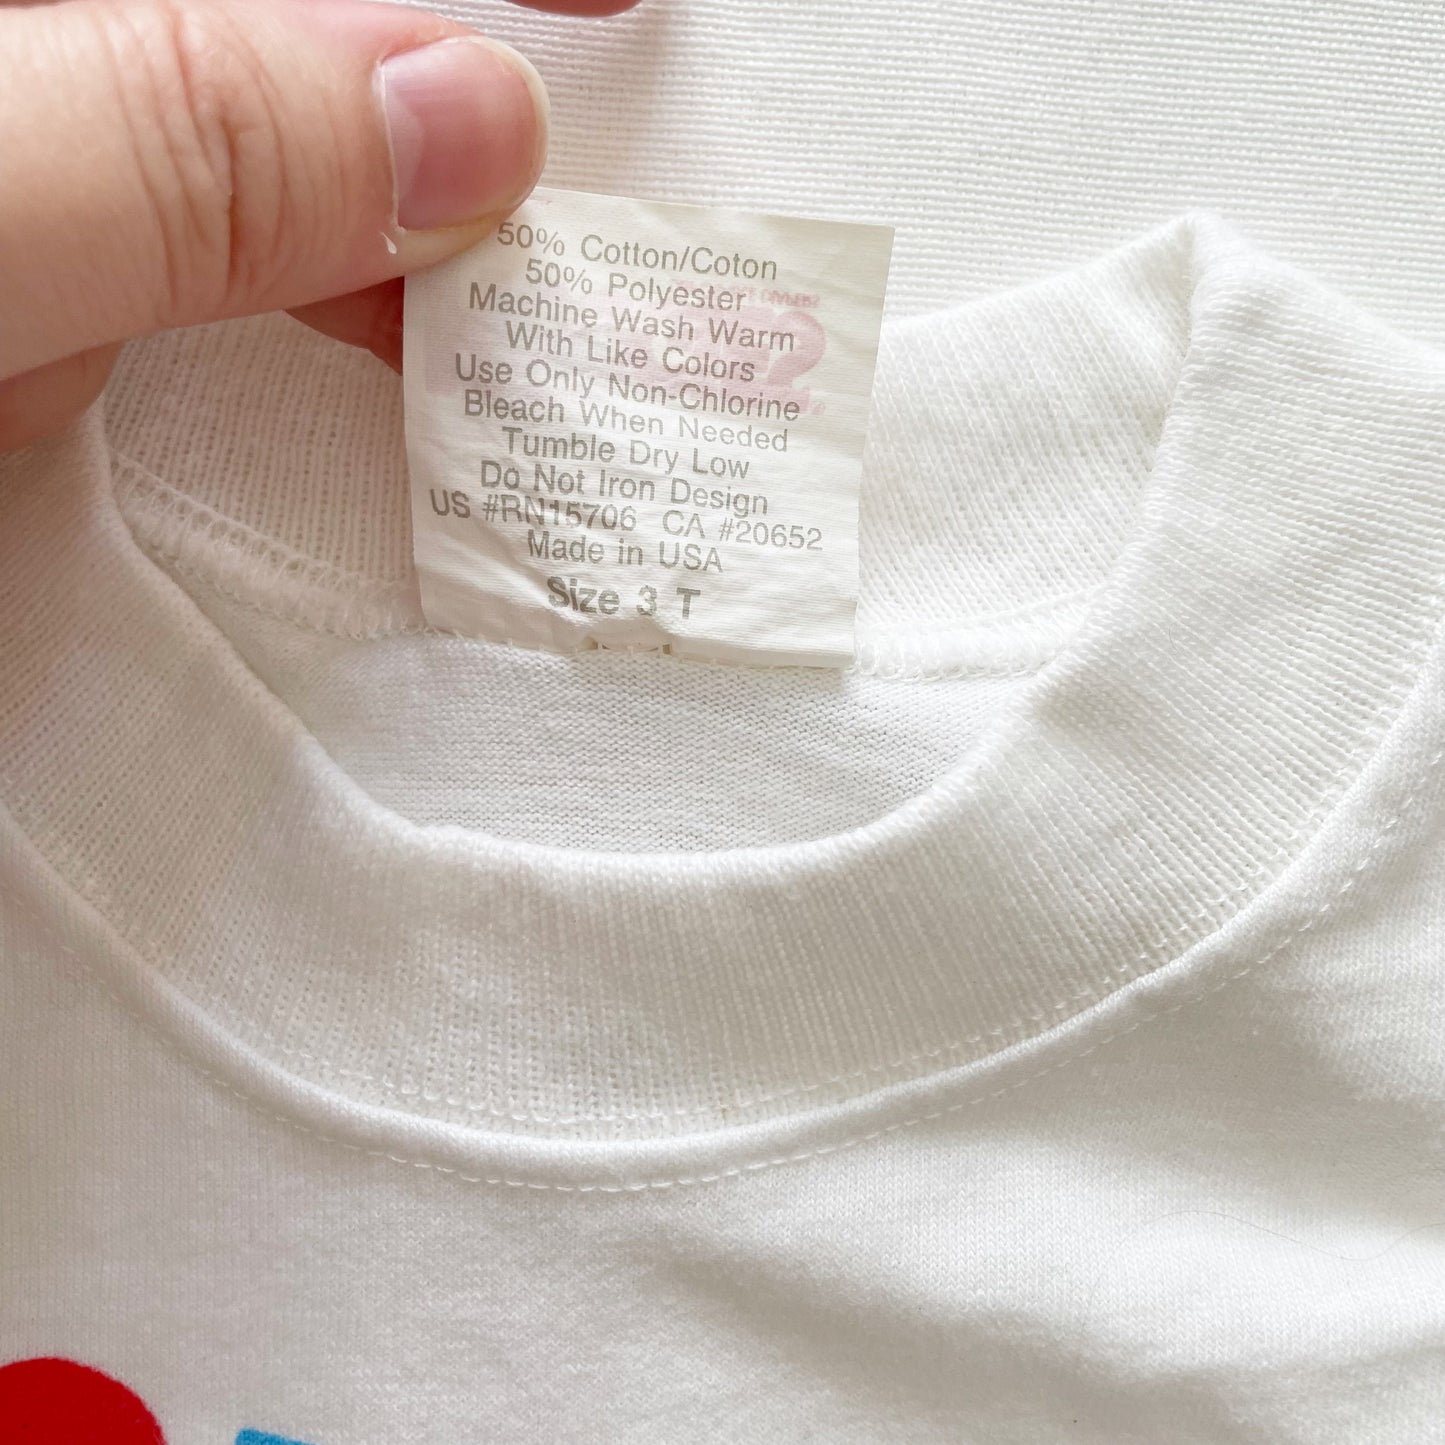 50% Cotton/Coton
50% Polyester
Machine Wash Warm
With Like Colors
Use Only Non-Chlorine
Bleach When Needed
Tumble Dry Low
Do Not Iron Design
US #RN15706 CA #20652
Made in USA
Size 3 T